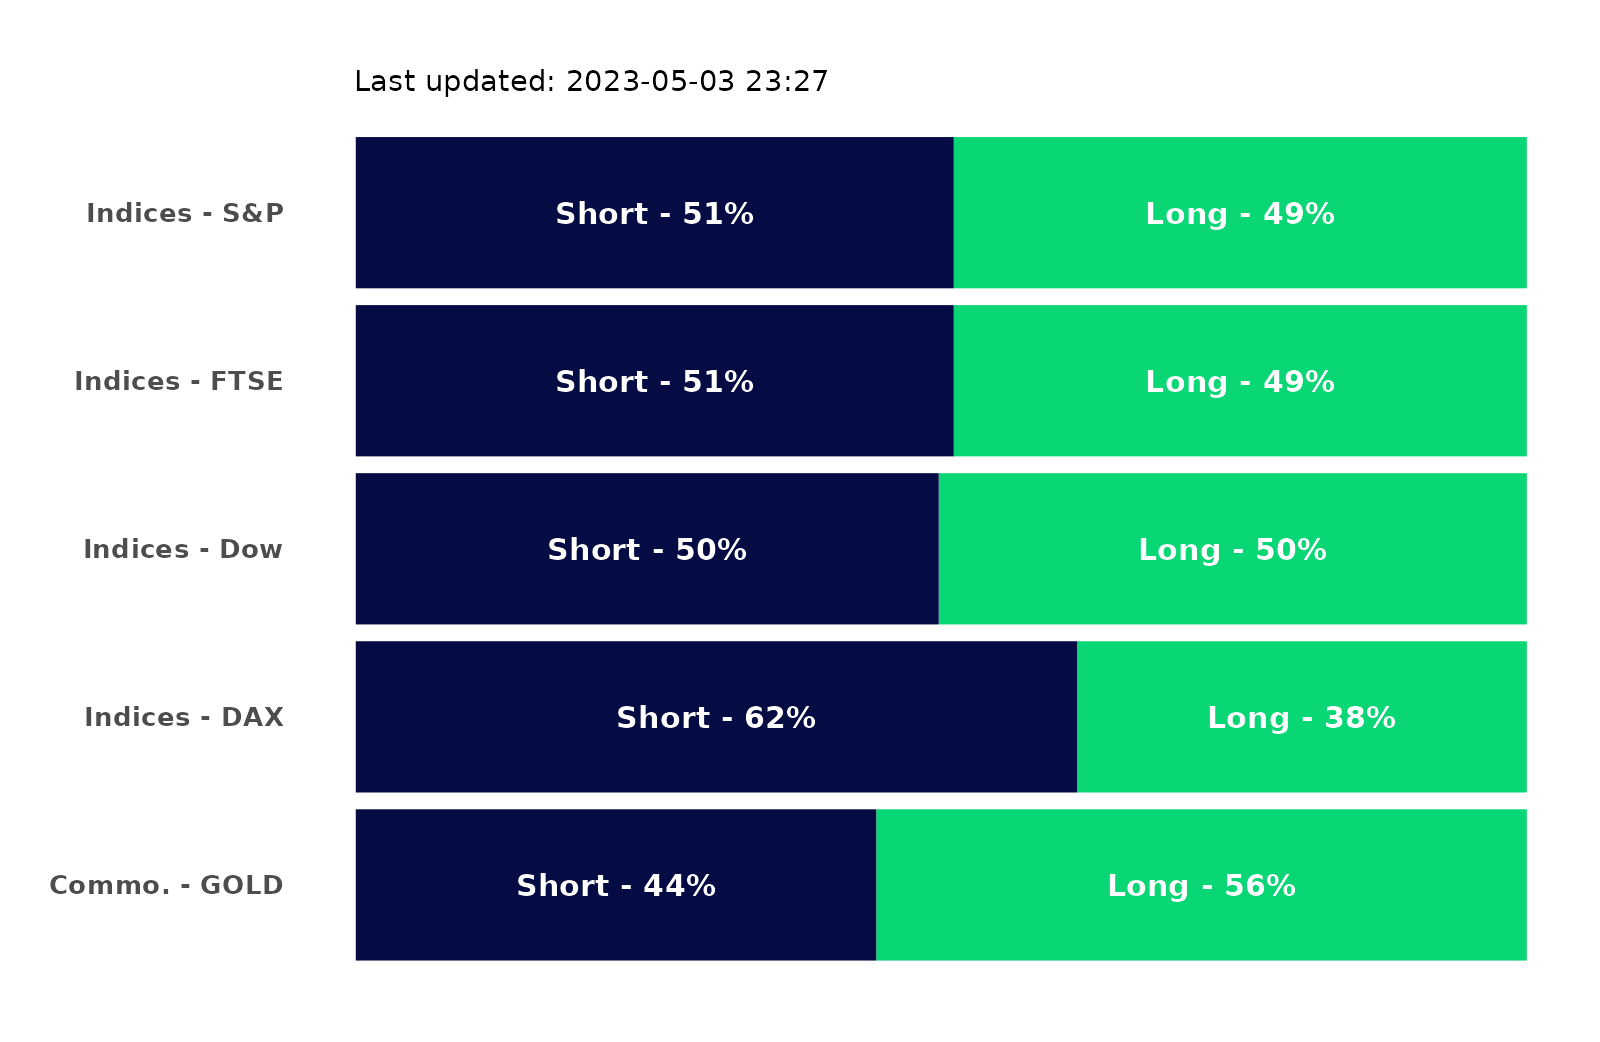 Last updated: 2023-05-03 23:27
Indices - S&P Short - 51% Long - 49%
Indices - FTSE Short - 51% Long - 49%
Indices - Dow Short - 50% Long - 50%
Indices - DAX Short - 62% Long - 38%
Commo. - GOLD Short - 44% Long - 56%